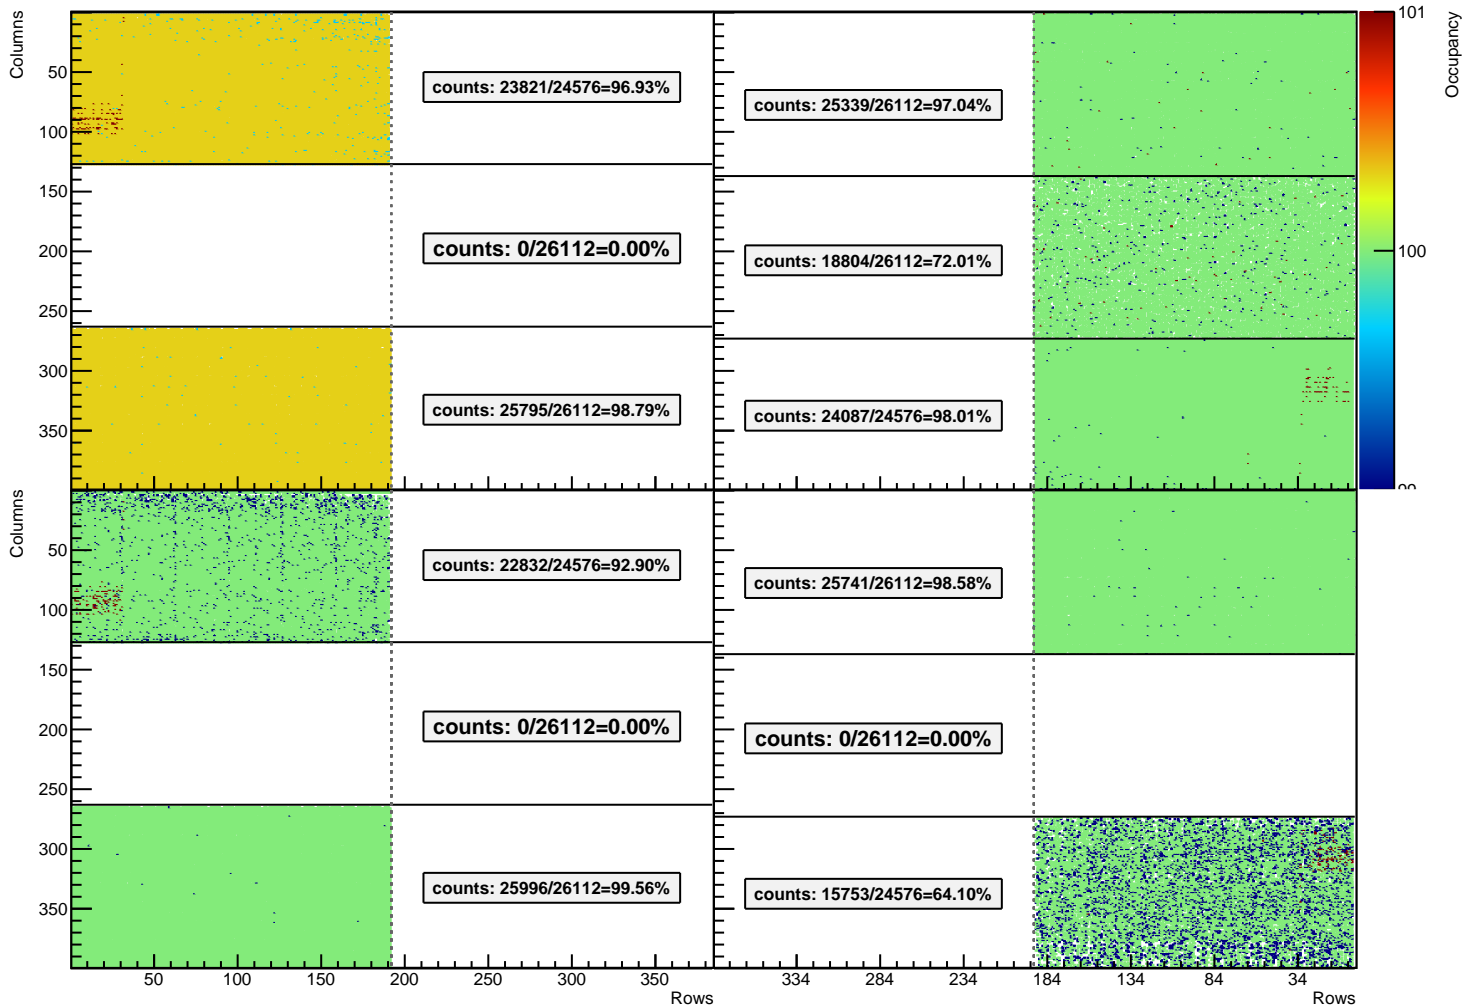 101
Occupancy
Columns
50
100
150
200
250
300
350
counts: 23821/24576=96.93%
counts: 25339/26112=97.04%
counts: 0/26112=0.00%
counts: 18804/26112=72.01%
counts: 25795/26112=98.79%
counts: 24087/24576=98.01%
100
Columns
50
100
150
200
250
300
350
counts: 22832/24576=92.90%
counts: 25741/26112=98.58%
counts: 0/26112=0.00%
counts: 0/26112=0.00%
counts: 25996/26112=99.56%
counts: 15753/24576=64.10%
50 100 150 200 250 300 350
334 284 234 184 134 84 34
Rows
Rows